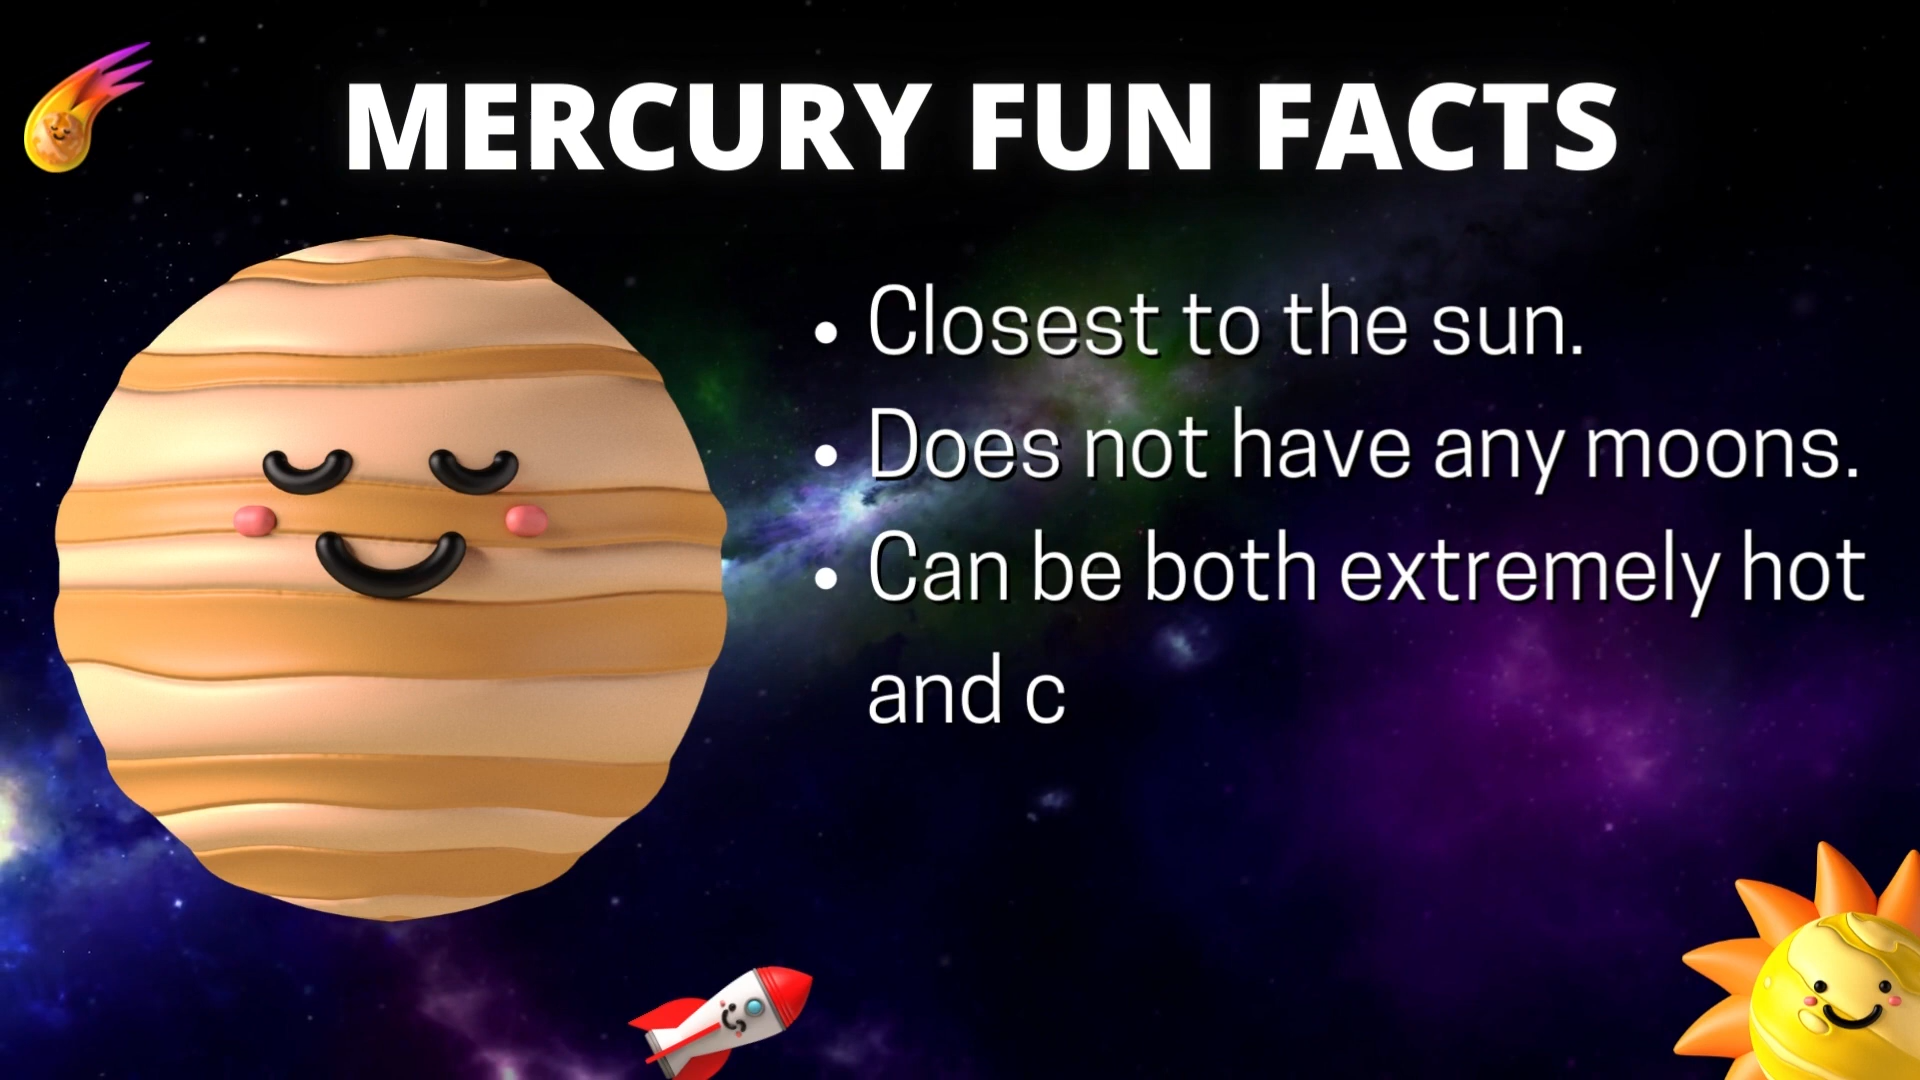 MERCURY FUN FACTS
• Closest to the sun.
• Does not have any moons.
• Can be both extremely hot
and c